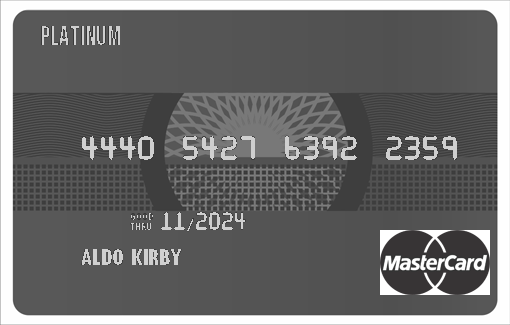 PLATINUM
4440 5427 6392 2359
THRU 11/2024
ALDO KIRBY
MasterCard